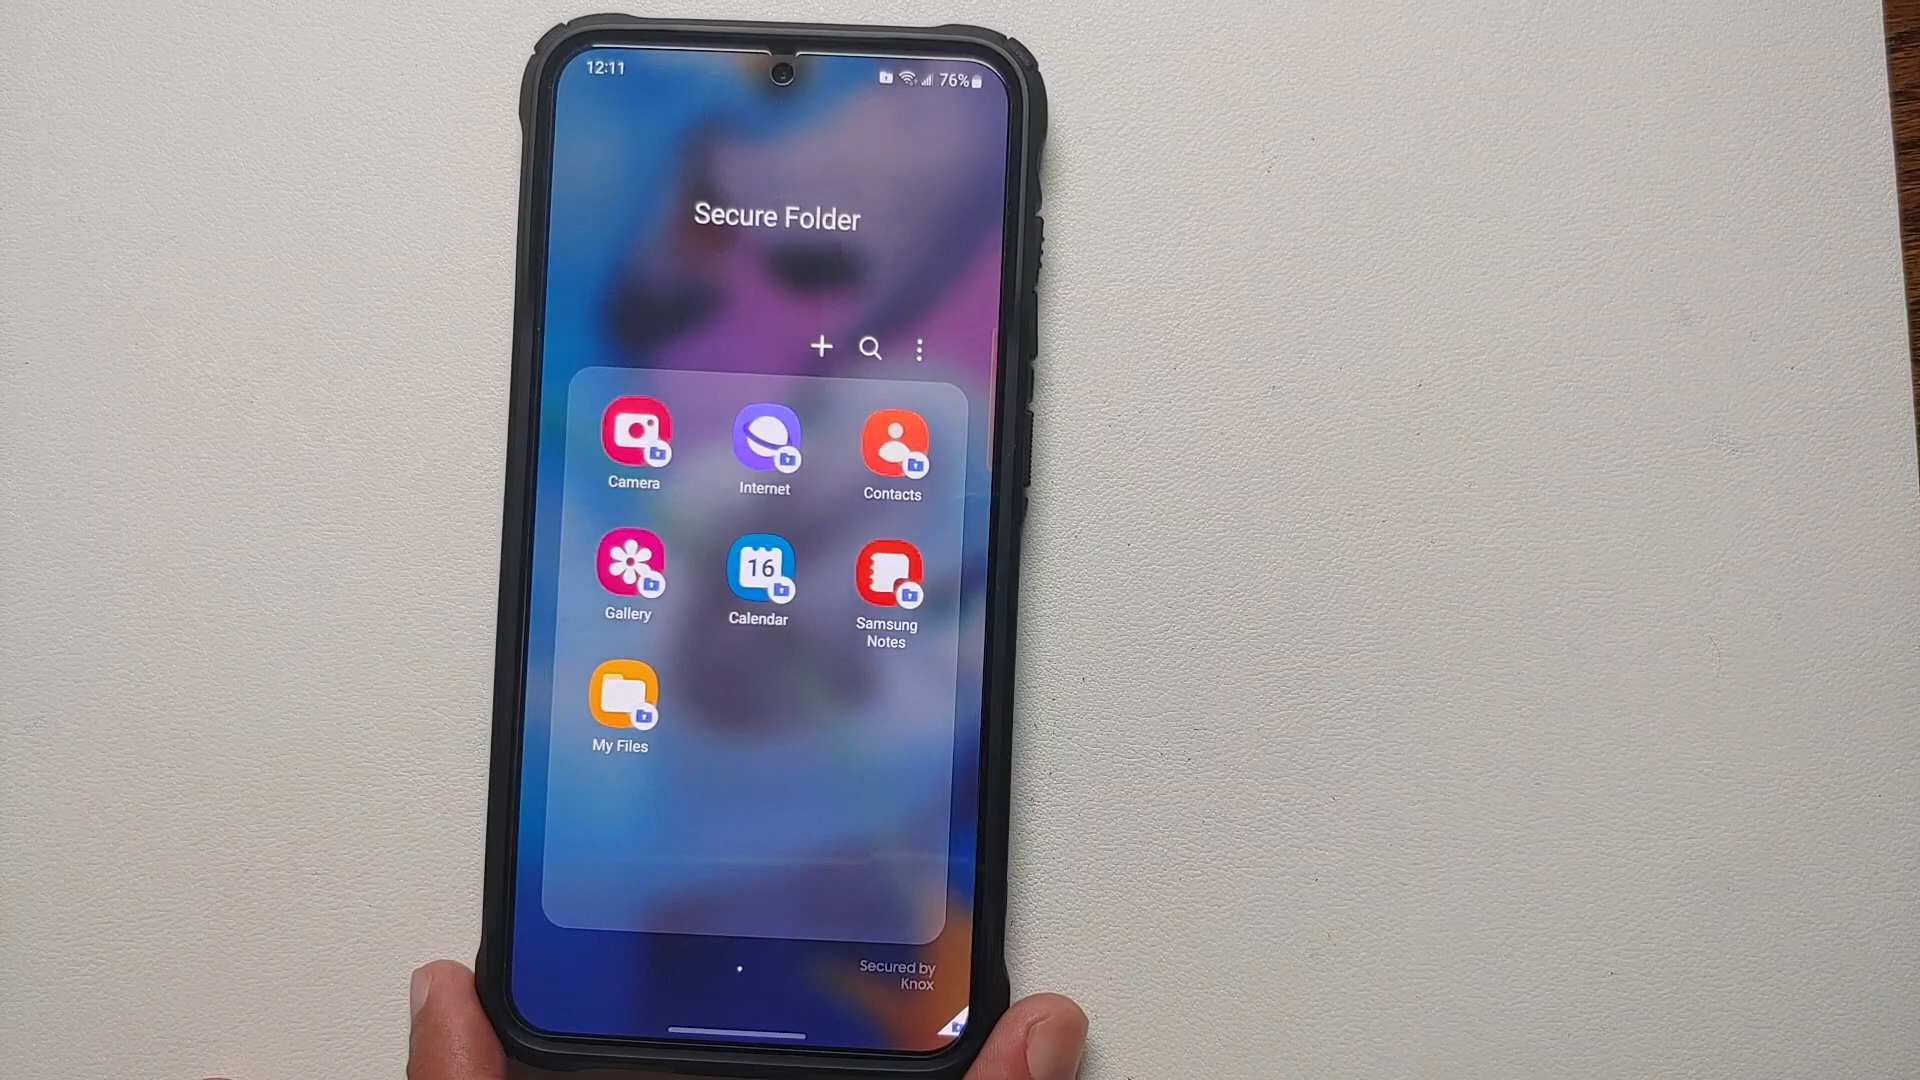 12:11
76%
Secure Folder
Camera
Internet
Contacts
Gallery
16
Calendar
Samsung
Notes
My Files
Secured by
Knox